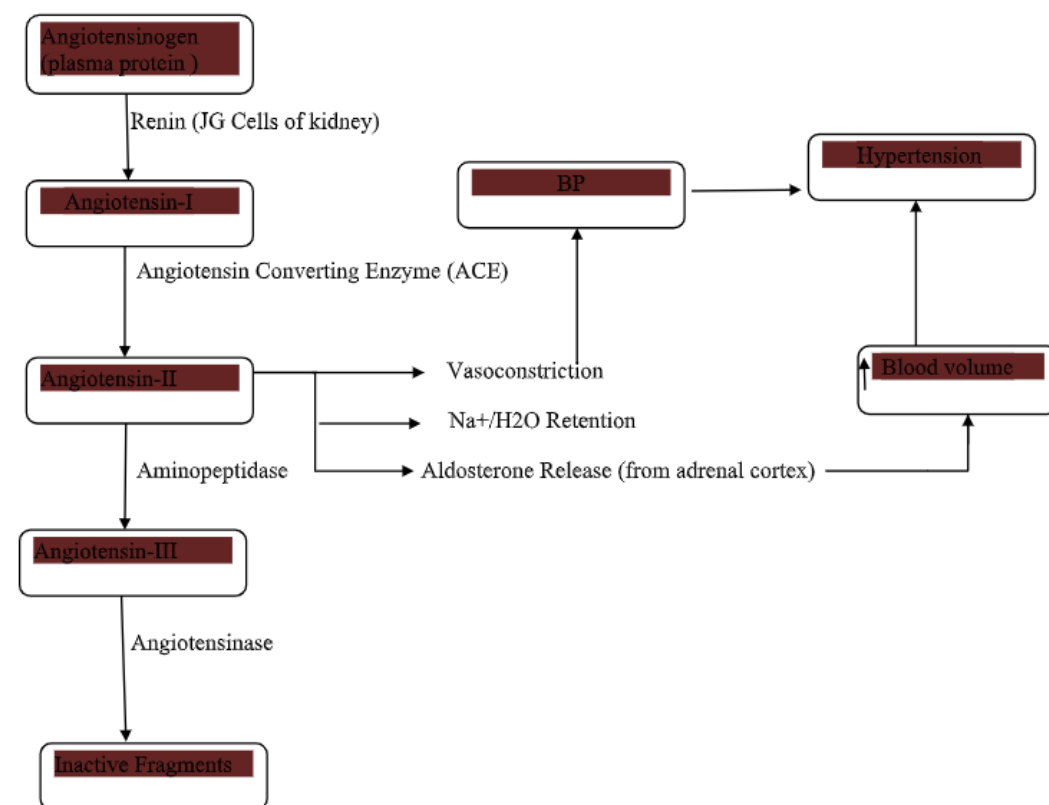 Angiotensinogen
(plasma protein )
Renin (JG Cells of kidney)
Angiotensin-I
Angiotensin Converting Enzyme (ACE)
Angiotensin-II
Aminopeptidase
Angiotensin-III
Angiotensinase
Inactive Fragments
Vasoconstriction
Na+/H2O Retention
Aldosterone Release (from adrenal cortex)
BP
Hypertension
Blood volume